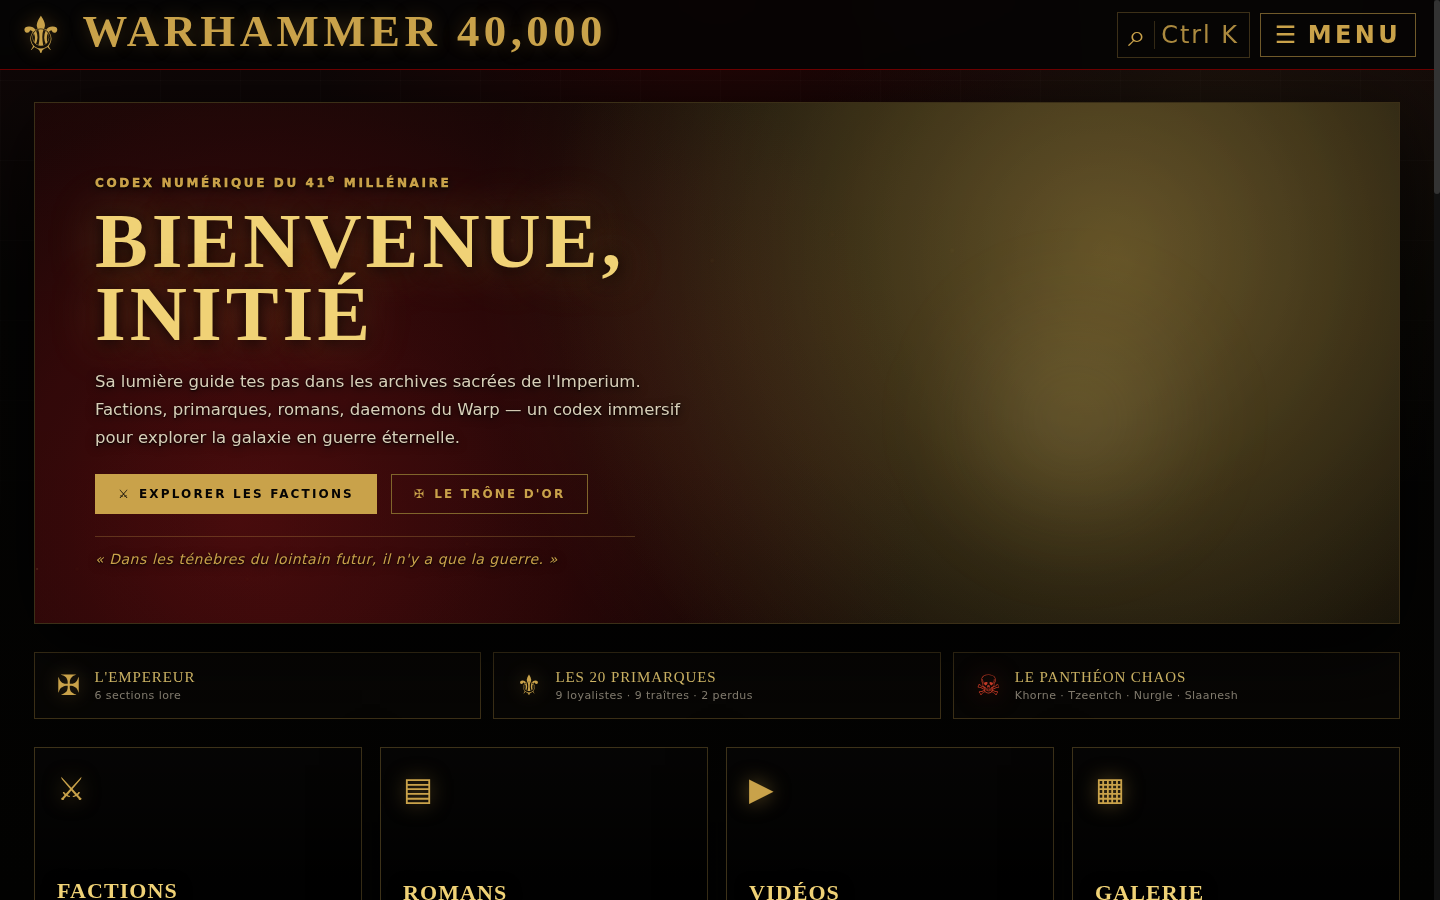 WARHAMMER 40,000
Ctrl K
☰ MENU
CODEX NUMÉRIQUE DU 41e MILLÉNAIRE
BIENVENUE,
INITIÉ
Sa lumière guide tes pas dans les archives sacrées de l'Imperium.
Factions, primarques, romans, daemons du Warp — un codex immersif
pour explorer la galaxie en guerre éternelle.
⚔ EXPLORER LES FACTIONS
✠ LE TRÔNE D'OR
« Dans les ténèbres du lointain futur, il n'y a que la guerre. »
L'EMPEREUR
6 sections lore
LES 20 PRIMARQUES
9 loyalistes · 9 traîtres · 2 perdus
LE PANTHÉON CHAOS
Khorne · Tzeentch · Nurgle · Slaanesh
FACTIONS
ROMANS
VIDÉOS
GALERIE